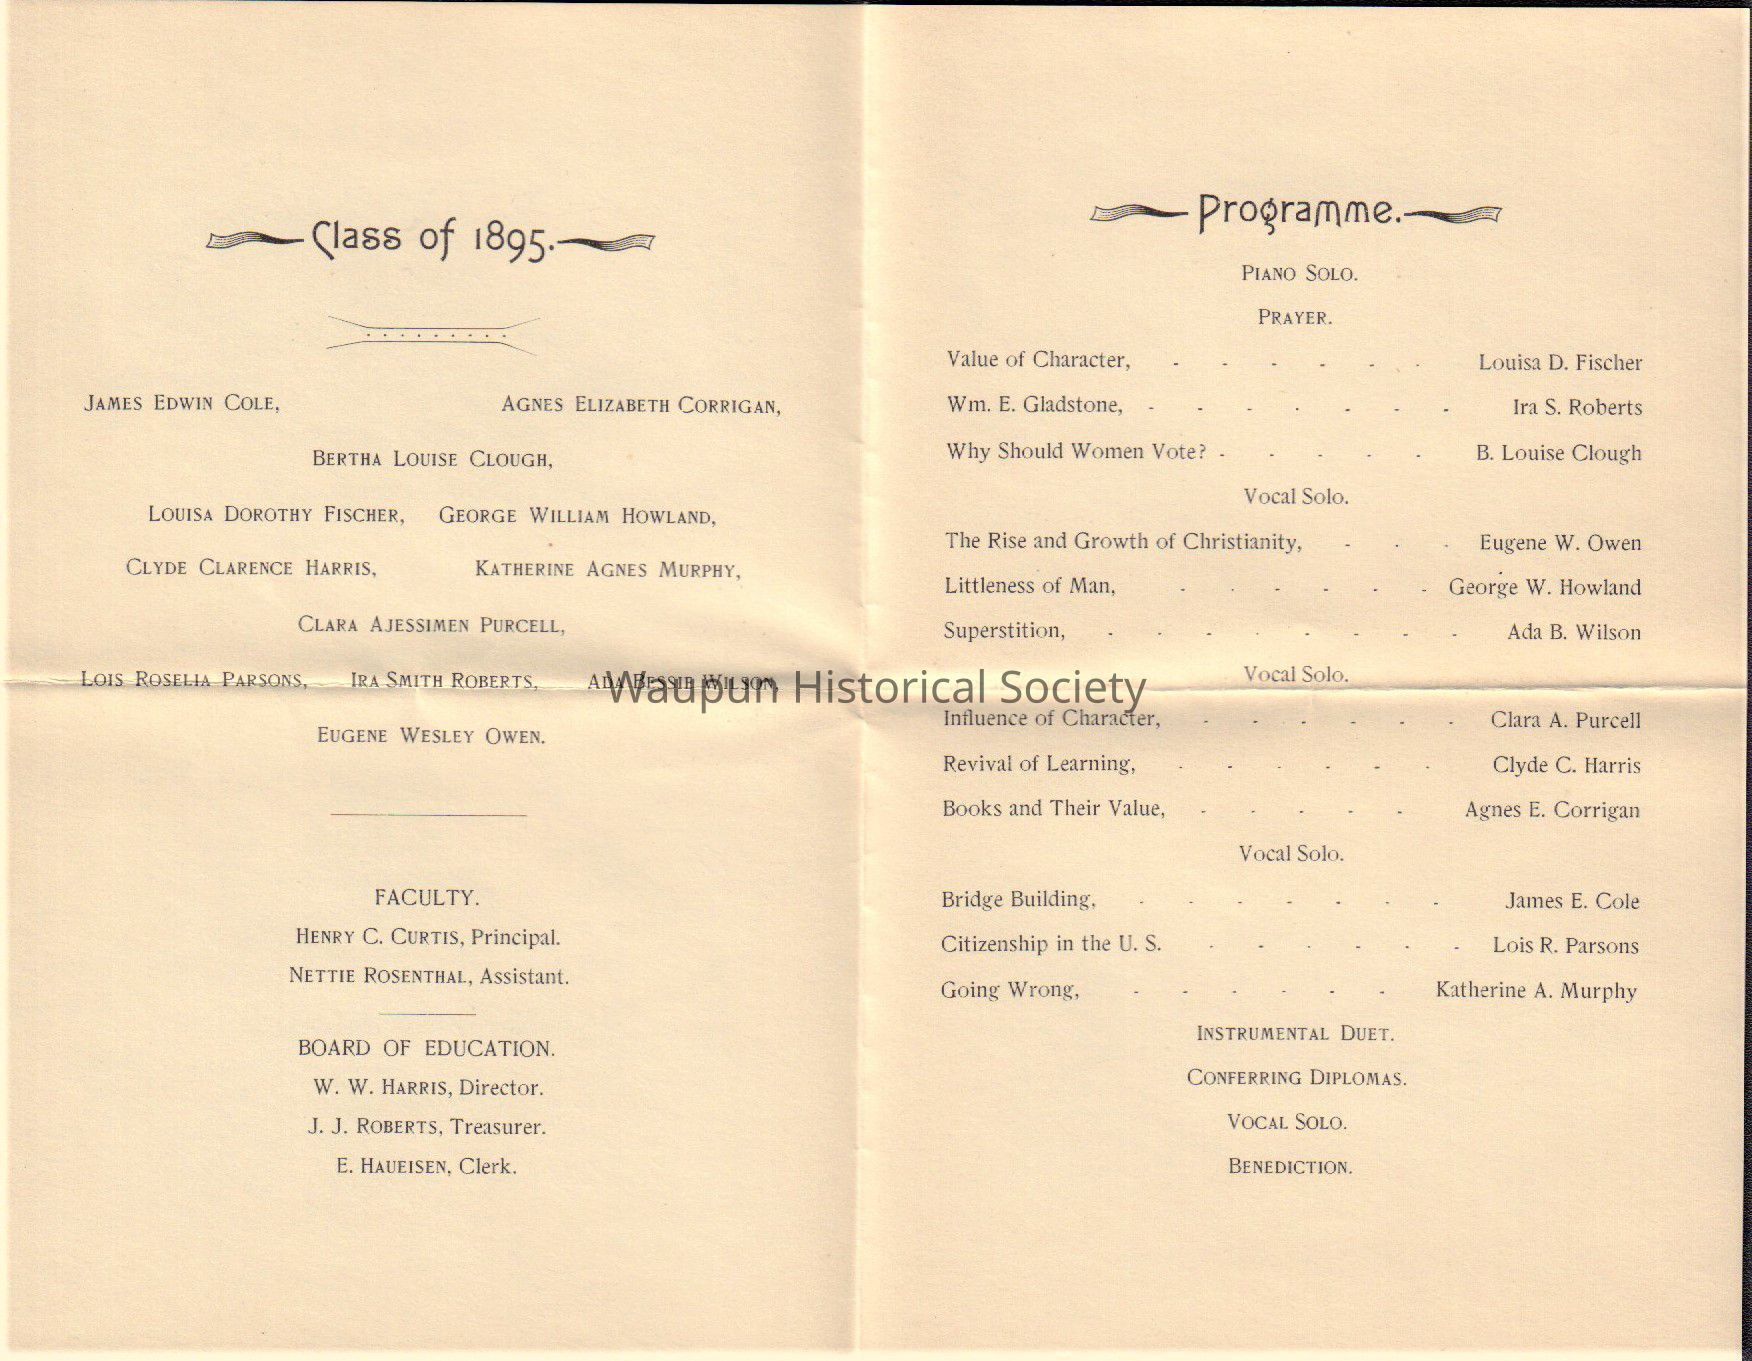 Class of 1895.
JAMES EDWIN COLE, AGNES ELIZABETH CORRIGAN,
BERTHA LOUISE CLOUGH,
LOUISA DOROTHY FISCHER, GEORGE WILLIAM HOWLAND,
CLYDE CLARENCE HARRIS, KATHERINE AGNES MURPHY,
CLARA AJESSIMEN PURCELL,
LOIS ROSELIA PARSONS, IRA SMITH ROBERTS, ADA BESSIE WILSON,
EUGENE WESLEY OWEN.
FACULTY.
HENRY C. CURTIS, Principal.
NETTIE ROSENTHAL, Assistant.
BOARD OF EDUCATION.
W. W. HARRIS, Director.
J. J. ROBERTS, Treasurer.
E. HAUEISEN, Clerk.
Waupun Historical Society
Programme.
PIANO SOLO.
PRAYER.
Value of Character, - - - - - - Louisa D. Fischer
Wm. E. Gladstone, - - - - - - - Ira S. Roberts
Why Should Women Vote? - - - - - B. Louise Clough
Vocal Solo.
The Rise and Growth of Christianity, - - - Eugene W. Owen
Littleness of Man, - - - - - - George W. Howland
Superstition, - - - - - - - - Ada B. Wilson
Vocal Solo.
Influence of Character, - - - - - - Clara A. Purcell
Revival of Learning, - - - - - - Clyde C. Harris
Books and Their Value, - - - - - Agnes E. Corrigan
Vocal Solo.
Bridge Building, - - - - - - - James E. Cole
Citizenship in the U. S. - - - - - - Lois R. Parsons
Going Wrong, - - - - - - Katherine A. Murphy
INSTRUMENTAL DUET.
CONFERRING DIPLOMAS.
VOCAL SOLO.
BENEDICTION.